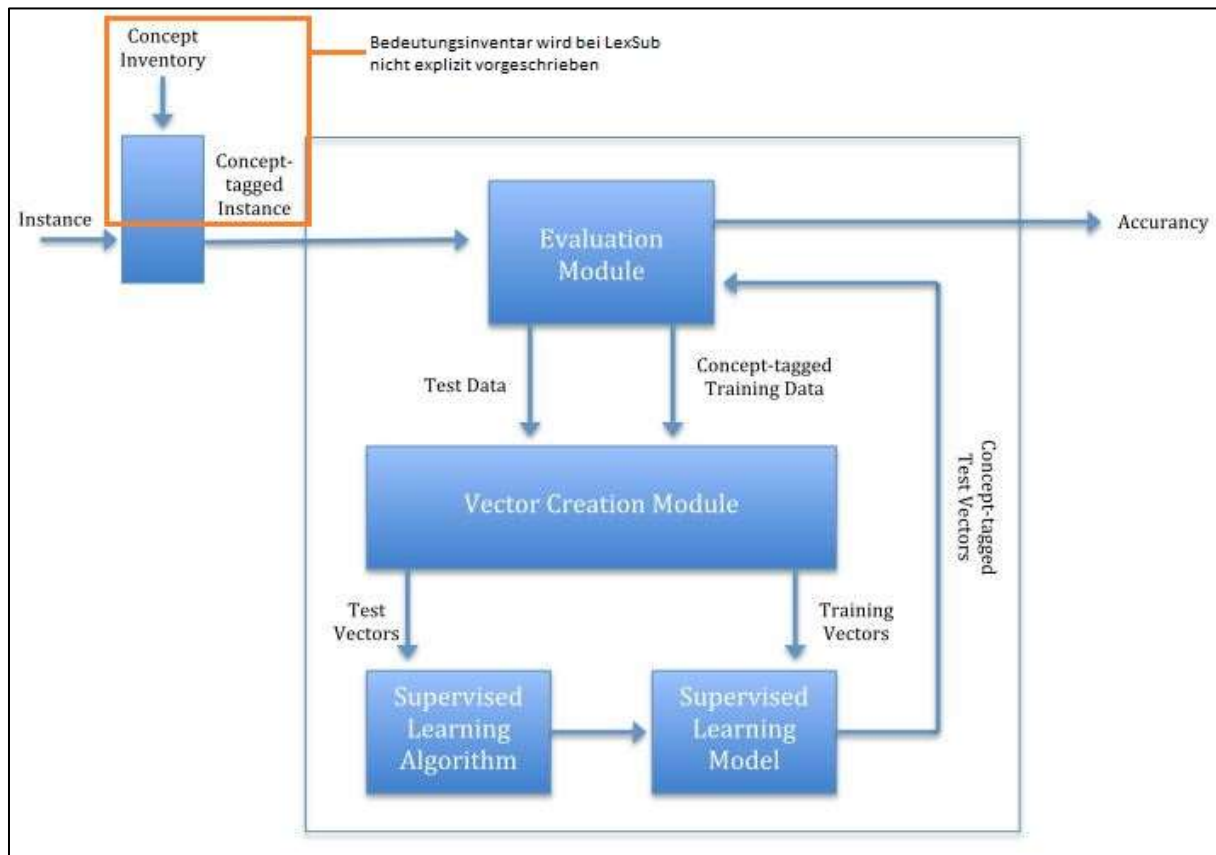 Concept
Inventory
Bedeutungsinventar wird bei LexSub
nicht explizit vorgeschrieben
Concept-
tagged
Instance
Instance
Evaluation
Module
Accurancy
Test Data
Concept-tagged
Training Data
Concept-tagged
Test Vectors
Vector Creation Module
Test
Vectors
Training
Vectors
Supervised
Learning
Algorithm
Supervised
Learning
Model